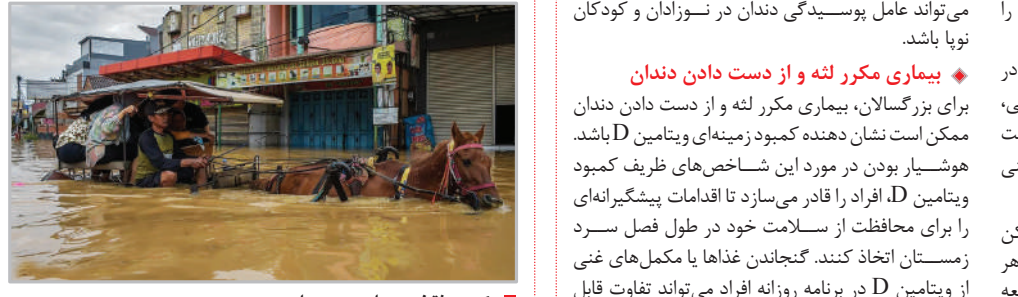 می‌تواند عامل پوسیدگی دندان در نوزادان و کودکان
نوپا باشد.
بیماری مکرر لثه و از دست دادن دندان
برای بزرگسالان، بیماری مکرر لثه و از دست دادن دندان
ممکن است نشان دهنده کمبود زمینه‌ای ویتامین D باشد.
هوشیار بودن در مورد این شاخص‌های ظریف کمبود
ویتامین D، افراد را قادر می‌سازد تا اقدامات پیشگیرانه‌ای
را برای محافظت از سلامت خود در طول فصل سرد
زمستان اتخاذ کنند. گنجاندن غذاها یا مکمل‌های غنی
از ویتامین D در برنامه روزانه افراد می‌تواند تفاوت قابل
را
در